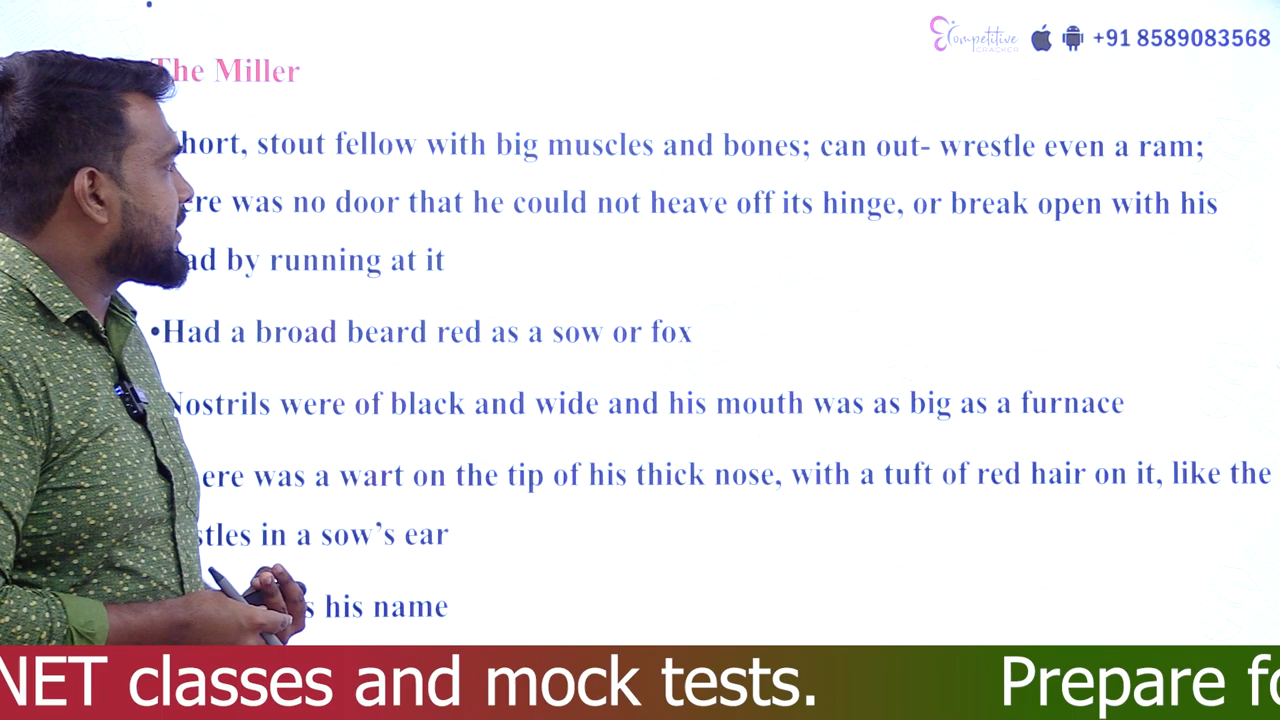 Competitive
CRACKER
+91 8589083568
The Miller
hort, stout fellow with big muscles and bones; can out- wrestle even a ram;
ere was no door that he could not heave off its hinge, or break open with his
ad by running at it
•Had a broad beard red as a sow or fox
Nostrils were of black and wide and his mouth was as big as a furnace
ere was a wart on the tip of his thick nose, with a tuft of red hair on it, like the
stles in a sow's ear
s his name
NET classes and mock tests. Prepare fo